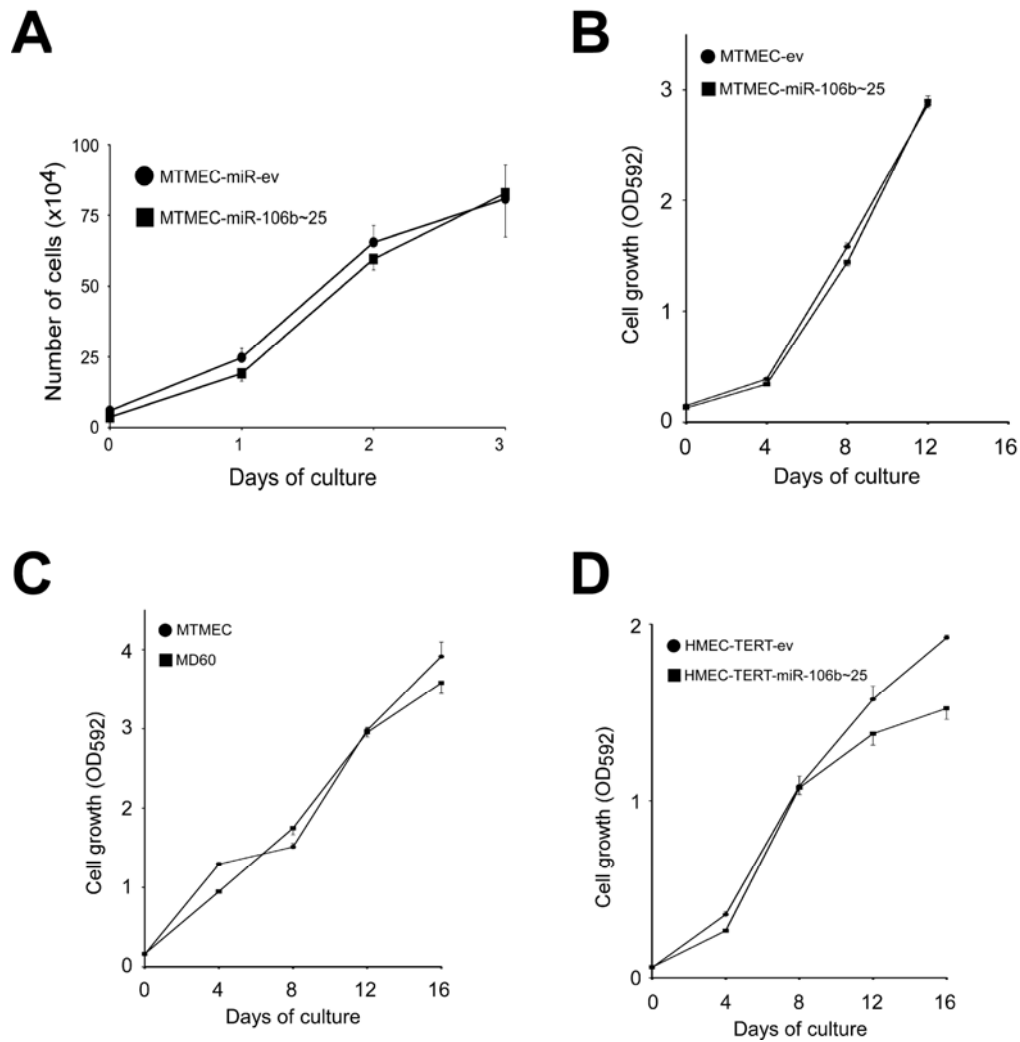 A
Number of cells (x10⁴)
100
75
50
25
0
MTMEC-miR-ev
MTMEC-miR-106b~25
0 1 2 3
Days of culture
B
Cell growth (OD592)
3
2
1
0
MTMEC-ev
MTMEC-miR-106b~25
0 4 8 12 16
Days of culture
C
Cell growth (OD592)
4
3
2
1
0
MTMEC
MD60
0 4 8 12 16
Days of culture
D
Cell growth (OD592)
2
1
0
HMEC-TERT-ev
HMEC-TERT-miR-106b~25
0 4 8 12 16
Days of culture